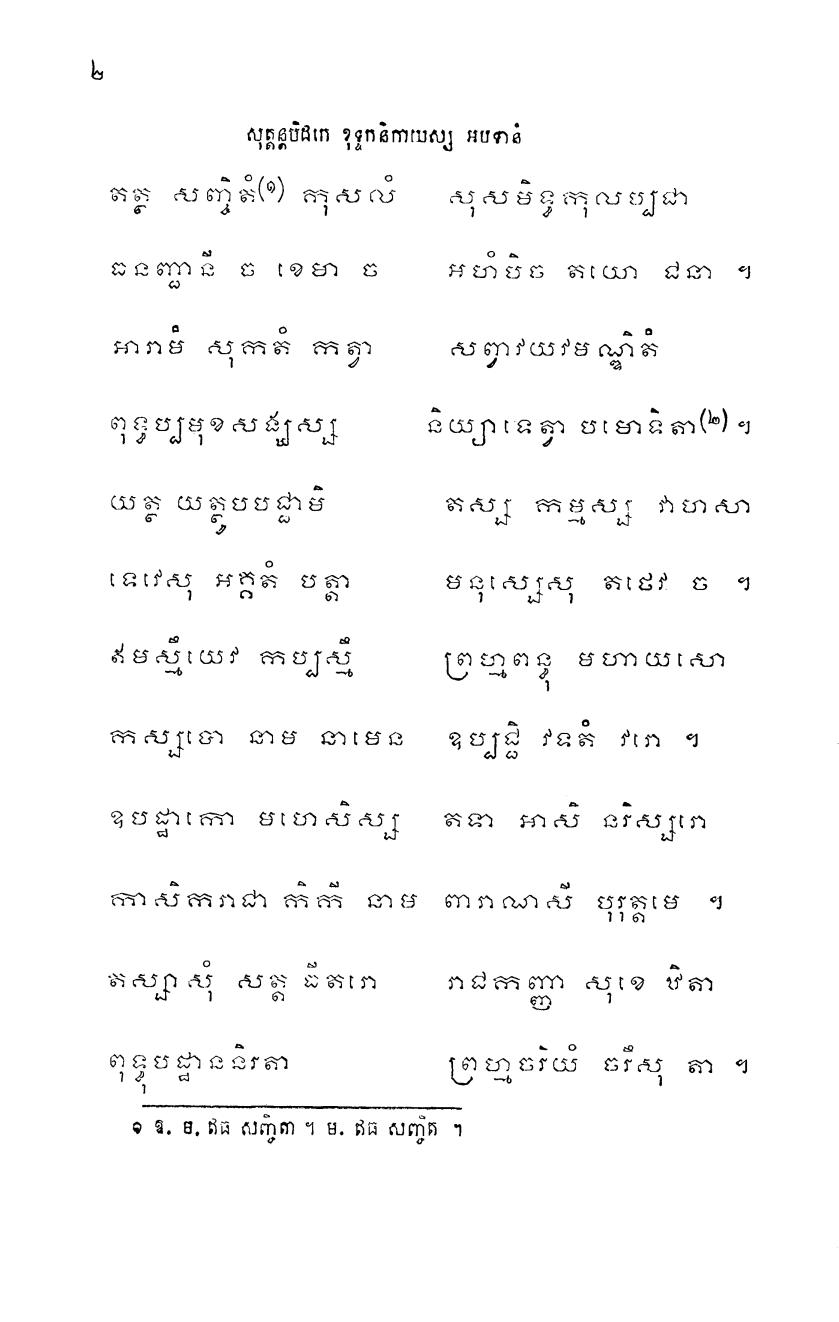 ២
សុត្តន្តបិដកេ ខុទ្ទកនិកាយស្ស អបទានំ
តត្ថ សញ្ចិតំ(១) កុសលំ សុសមិទ្ធកុលប្បជា
ធនញ្ជានី ច ខេមា ច អហំបិច តយោ ជនា ។
អារាមំ សុកតំ កត្វា សព្វាវយវមណ្ឌិតំ
ពុទ្ធប្បមុខសង្ឃស្ស និយ្យាទេត្វា បមោទិតា(២) ។
យត្ថ យត្ថូបបជ្ជាមិ តស្ស កម្មស្ស វាហសា
ទេវេសុ អគ្គតំ បត្តា មនុស្សេសុ តថេវ ច ។
ឥមស្មឹយេវ កប្បស្មឹ ព្រហ្មពន្ធុ មហាយសោ
កស្សបោ នាម នាមេន ឧប្បជ្ជិ វទតំ វរោ ។
ឧបដ្ឋាកោ មហេសិស្ស តទា អាសិ នរិស្សរោ
កាសិករាជា កិកី នាម ពារាណសី បុរុត្តមេ ។
តស្សាសុំ សត្ត ធីតរោ រាជកញ្ញា សុខេ ឋិតា
ពុទ្ធុបដ្ឋាននិរតា ព្រហ្មចរិយំ ចរឹសុ តា ។
១ ឱ. ម. ឥធ សញ្ចិតា ។ ម. ឥធ សញ្ចិត ។